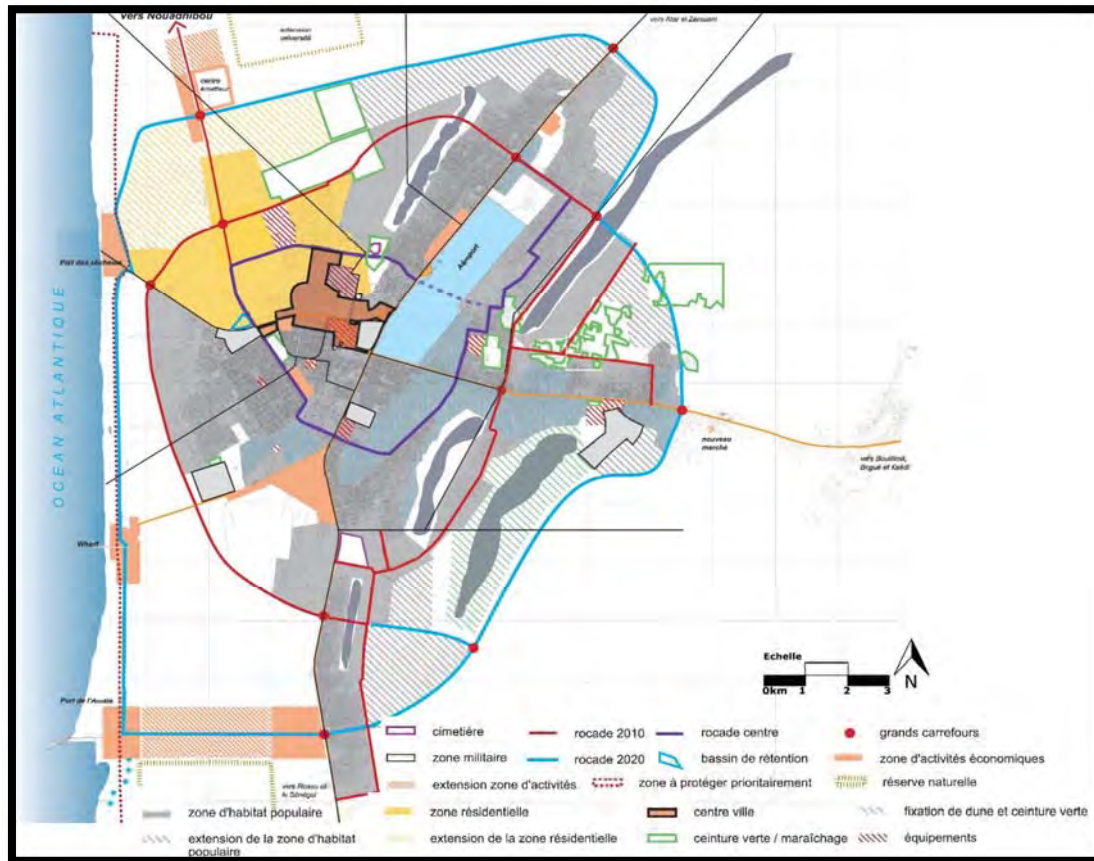 vers Nouadhibou
extension
université
vers Atar et Zérouam
centre
émetteur
Port des pêcheurs
Aéroport
OCEAN ATLANTIQUE
nouveau
marché
vers Boutilimit,
Brgué et Kaédi
Wharf
Echelle
0km 1 2 3
N
Port de l'Amitié
vers Rosso et
le Sénégal
cimetière
rocade 2010
rocade centre
grands carrefours
zone militaire
rocade 2020
bassin de rétention
zone d'activités économiques
extension zone d'activités
zone à protéger prioritairement
réserve naturelle
zone d'habitat populaire
zone résidentielle
centre ville
fixation de dune et ceinture verte
extension de la zone d'habitat
populaire
extension de la zone résidentielle
ceinture verte / maraîchage
équipements